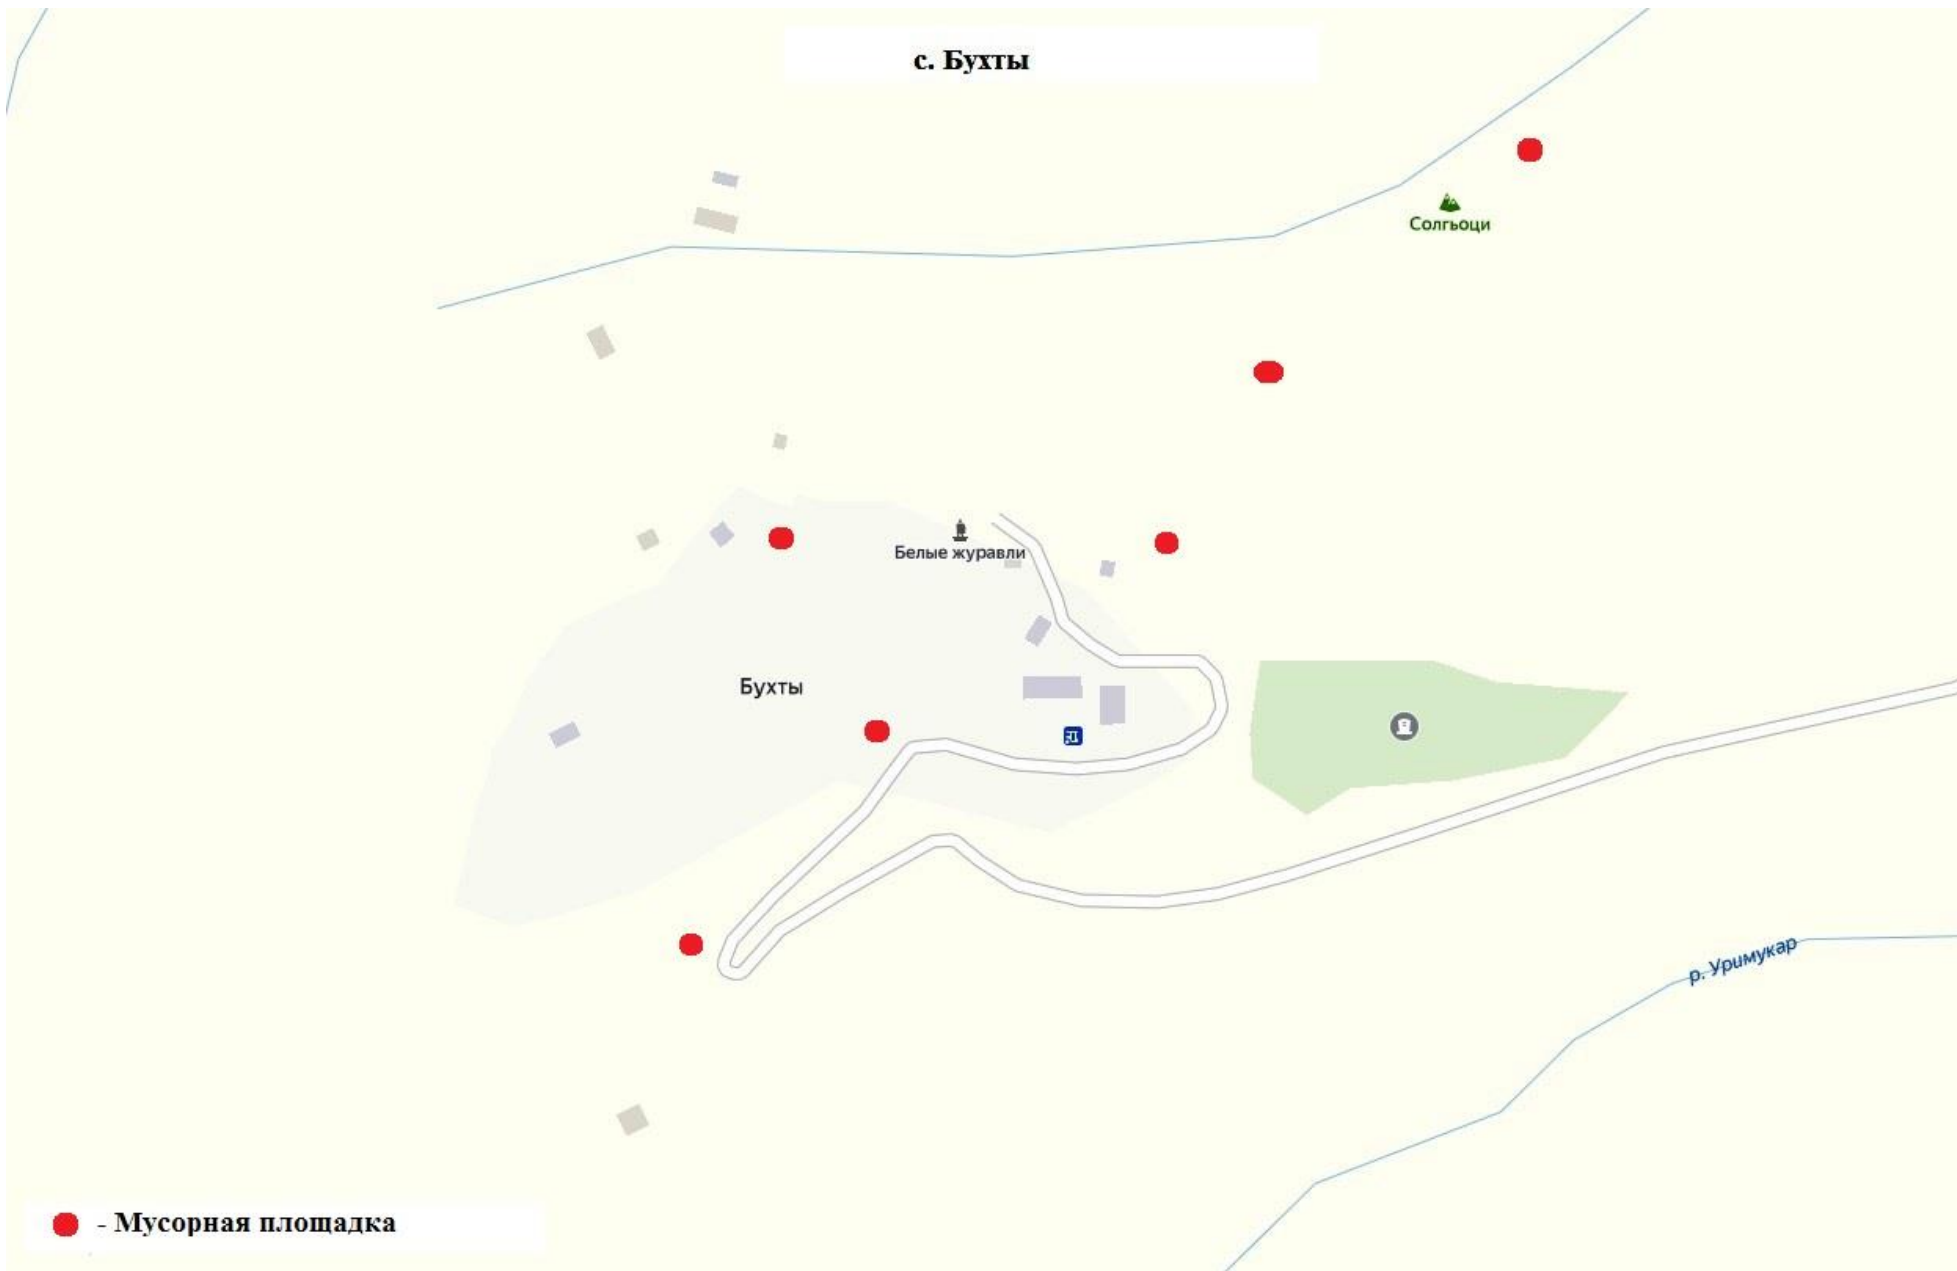 с. Бухты
Солгьоци
Белые журавли
Бухты
р. Уримукар
- Мусорная площадка